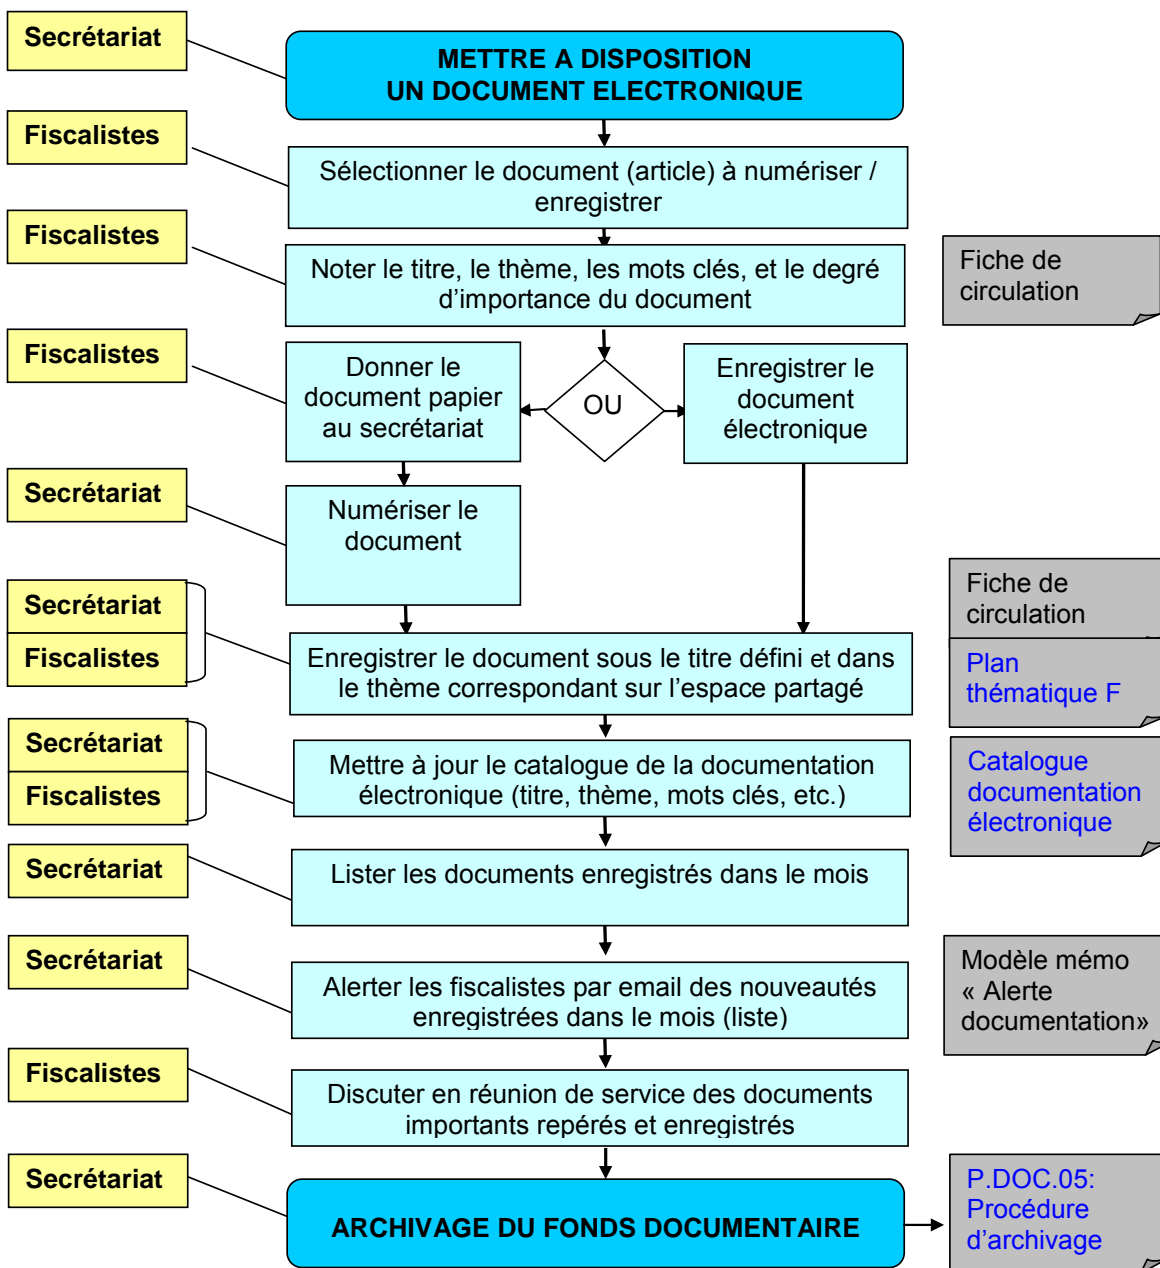 Secrétariat
METTRE A DISPOSITION
UN DOCUMENT ELECTRONIQUE
Fiscalistes
Sélectionner le document (article) à numériser /
enregistrer
Fiscalistes
Noter le titre, le thème, les mots clés, et le degré
d’importance du document
Fiche de
circulation
Fiscalistes
Donner le
document papier
au secrétariat
OU
Enregistrer le
document
électronique
Secrétariat
Numériser le
document
Secrétariat
Fiscalistes
Enregistrer le document sous le titre défini et dans
le thème correspondant sur l’espace partagé
Fiche de
circulation
Plan
thématique F
Secrétariat
Fiscalistes
Mettre à jour le catalogue de la documentation
électronique (titre, thème, mots clés, etc.)
Catalogue
documentation
électronique
Secrétariat
Lister les documents enregistrés dans le mois
Secrétariat
Alerter les fiscalistes par email des nouveautés
enregistrées dans le mois (liste)
Modèle mémo
« Alerte
documentation»
Fiscalistes
Discuter en réunion de service des documents
importants repérés et enregistrés
Secrétariat
ARCHIVAGE DU FONDS DOCUMENTAIRE
P.DOC.05:
Procédure
d’archivage